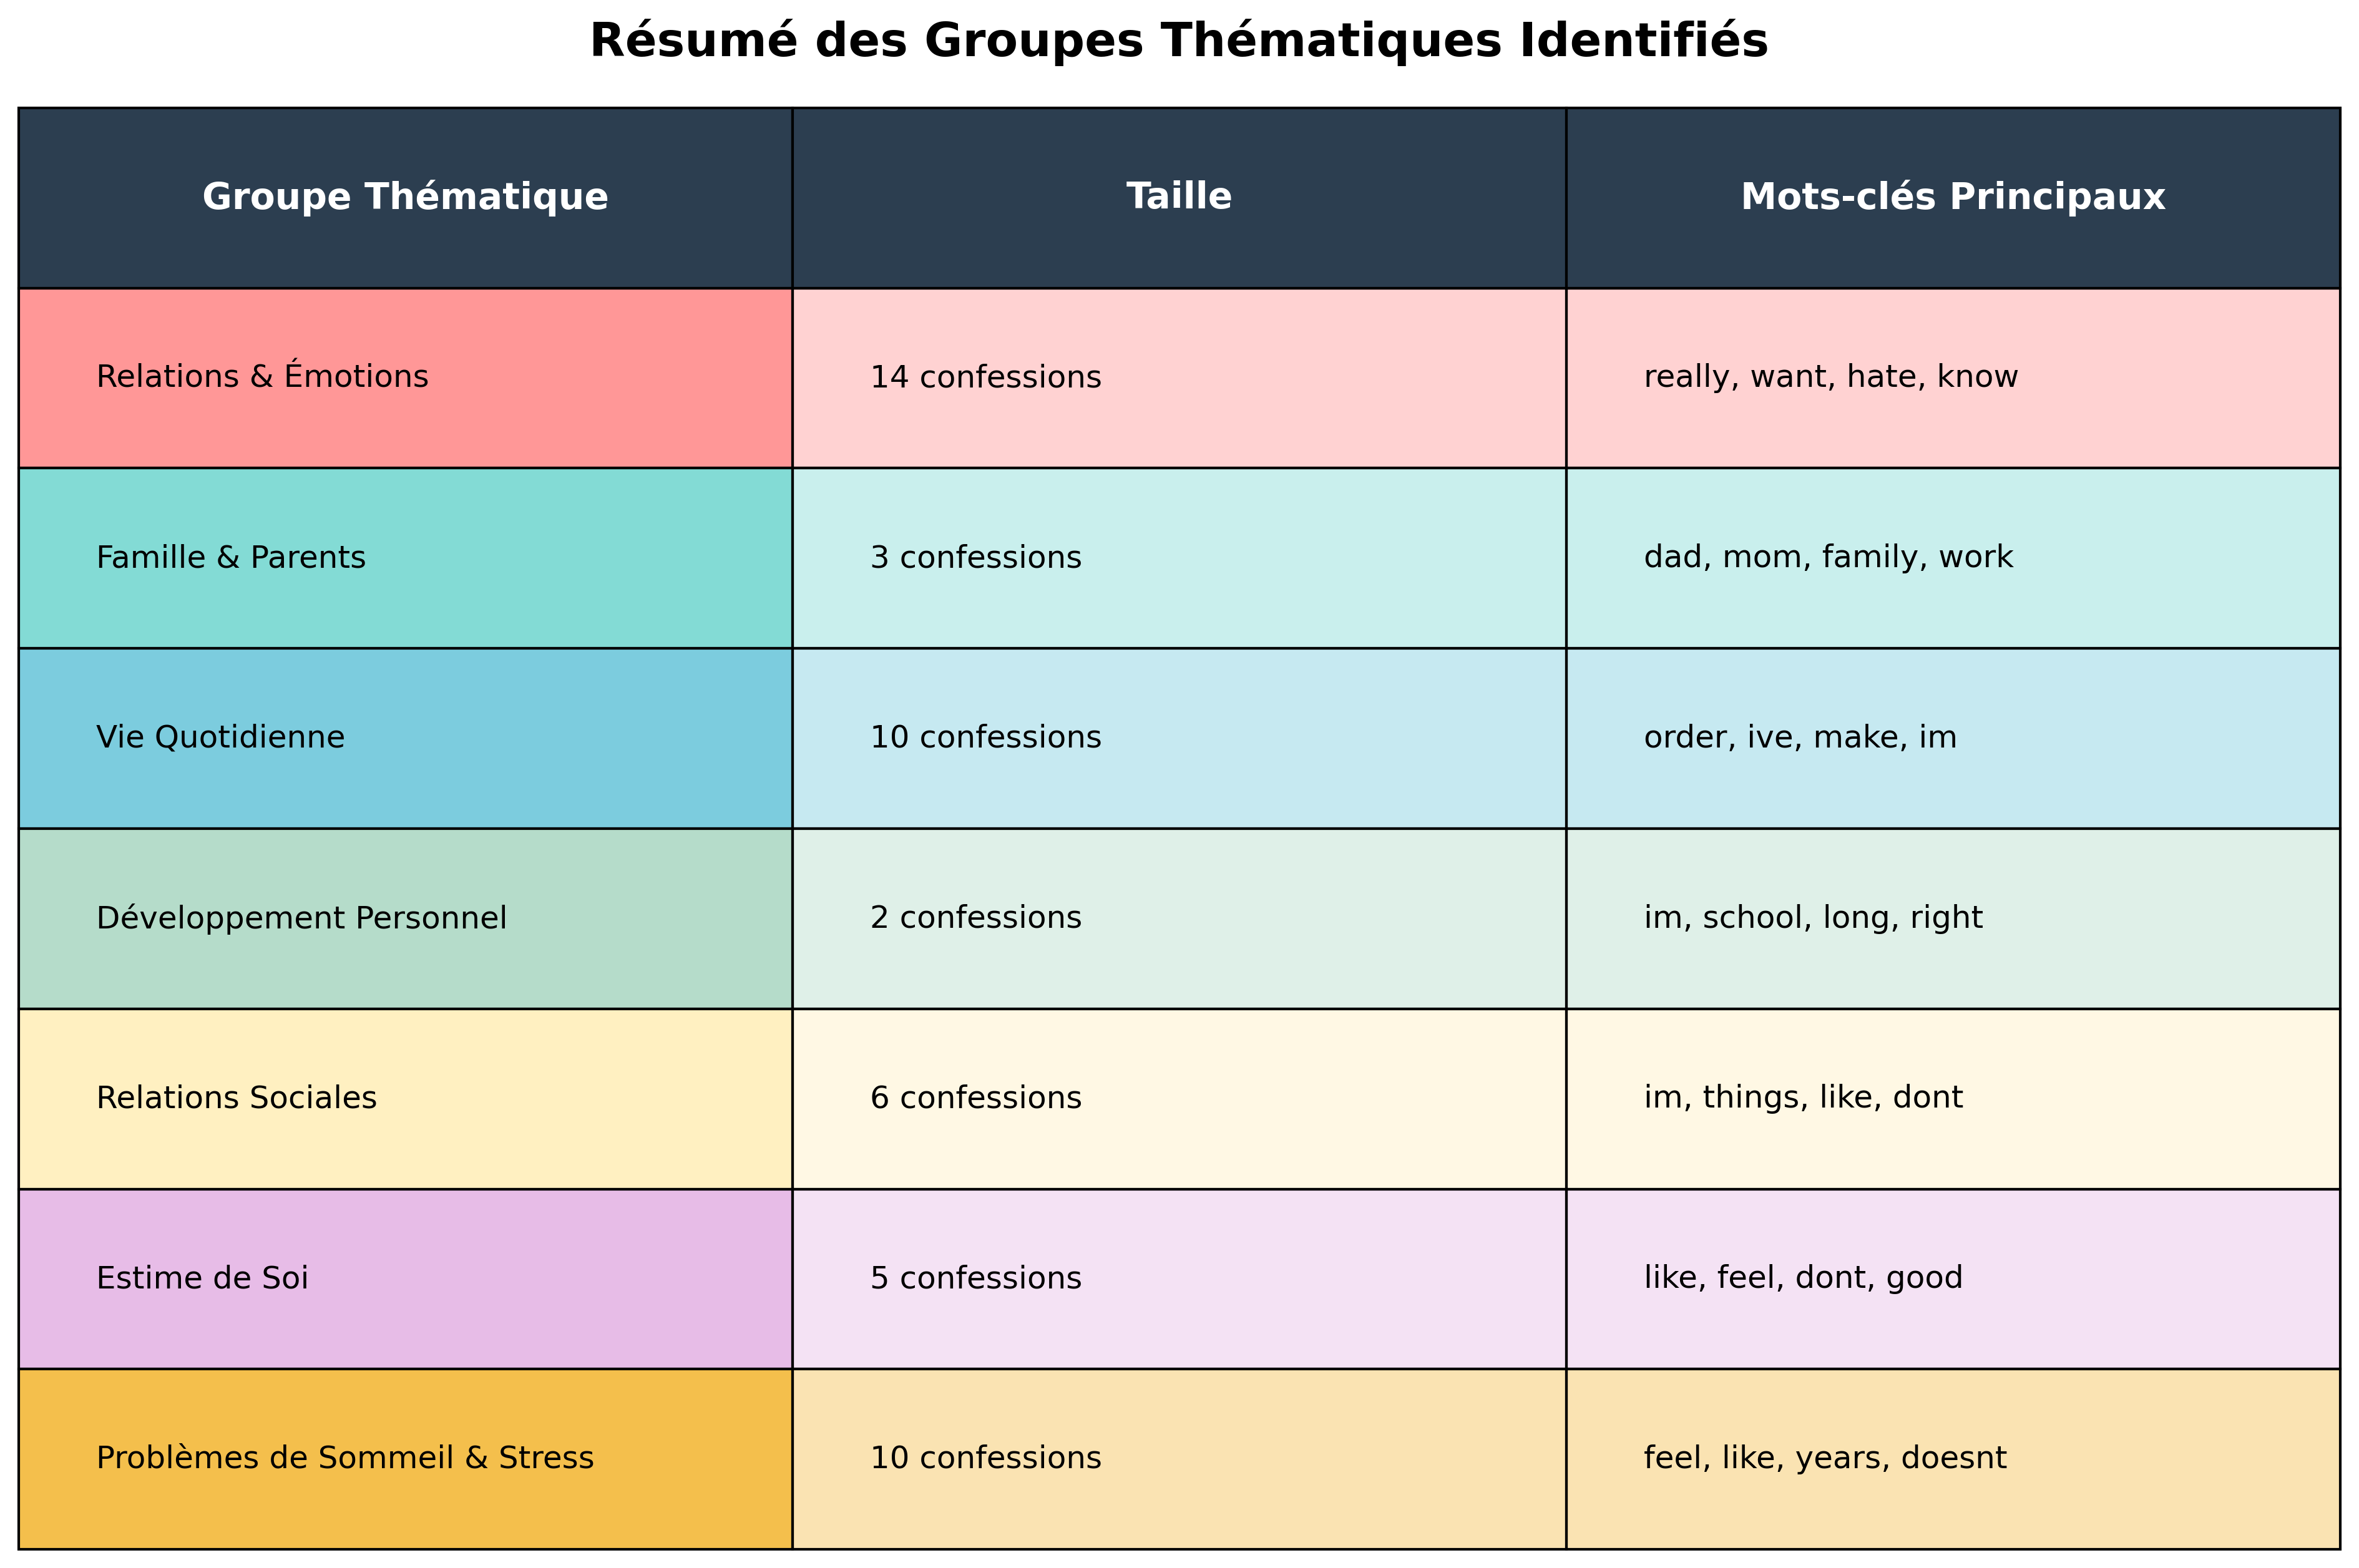 Résumé des Groupes Thématiques Identifiés
Groupe Thématique Taille Mots-clés Principaux
Relations & Émotions 14 confessions really, want, hate, know
Famille & Parents 3 confessions dad, mom, family, work
Vie Quotidienne 10 confessions order, ive, make, im
Développement Personnel 2 confessions im, school, long, right
Relations Sociales 6 confessions im, things, like, dont
Estime de Soi 5 confessions like, feel, dont, good
Problèmes de Sommeil & Stress 10 confessions feel, like, years, doesnt